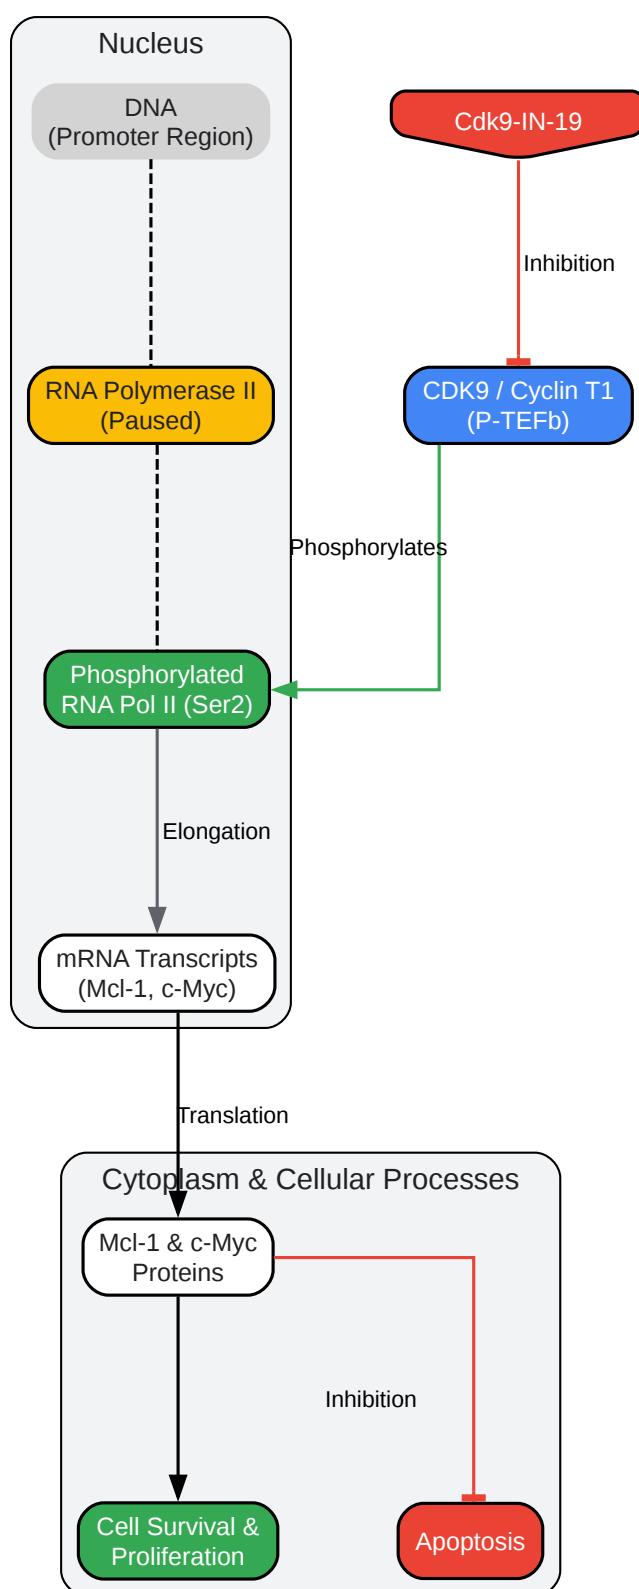 Nucleus
DNA
(Promoter Region)
Cdk9-IN-19
Inhibition
RNA Polymerase II
(Paused)
CDK9 / Cyclin T1
(P-TEFb)
Phosphorylates
Phosphorylated
RNA Pol II (Ser2)
Elongation
mRNA Transcripts
(Mcl-1, c-Myc)
Translation
Cytoplasm & Cellular Processes
Mcl-1 & c-Myc
Proteins
Inhibition
Cell Survival &
Proliferation
Apoptosis